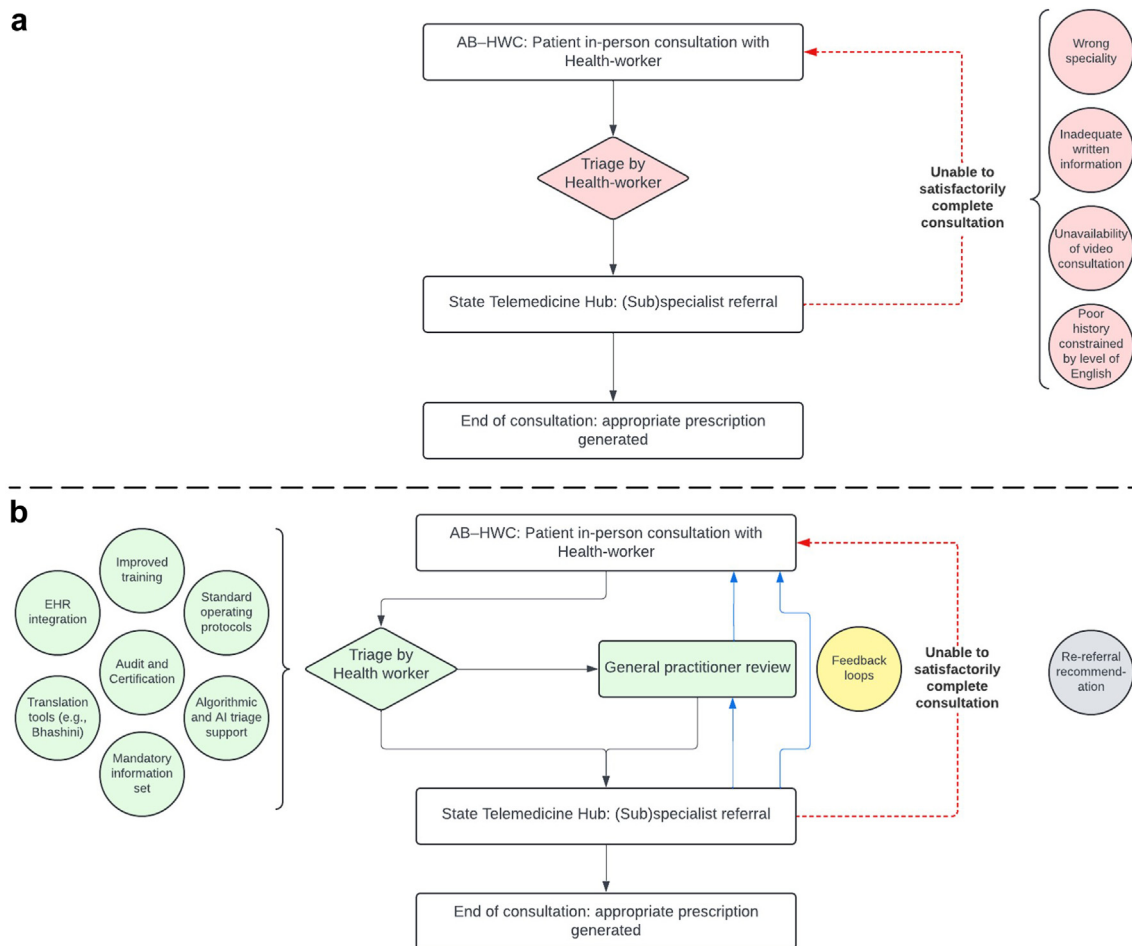 a
AB–HWC: Patient in-person consultation with
Health-worker
Triage by
Health-worker
State Telemedicine Hub: (Sub)specialist referral
End of consultation: appropriate prescription
generated
Unable to
satisfactorily
complete
consultation
Wrong
speciality
Inadequate
written
information
Unavailability
of video
consultation
Poor
history
constrained
by level of
English
b
Improved
training
EHR
integration
Standard
operating
protocols
Audit and
Certification
Translation
tools (e.g.,
Bhashini)
Algorithmic
and AI triage
support
Mandatory
information
set
AB–HWC: Patient in-person consultation with
Health-worker
Triage by
Health worker
General practitioner review
State Telemedicine Hub: (Sub)specialist referral
End of consultation: appropriate prescription
generated
Feedback
loops
Unable to
satisfactorily
complete
consultation
Re-referral
recommend-
ation